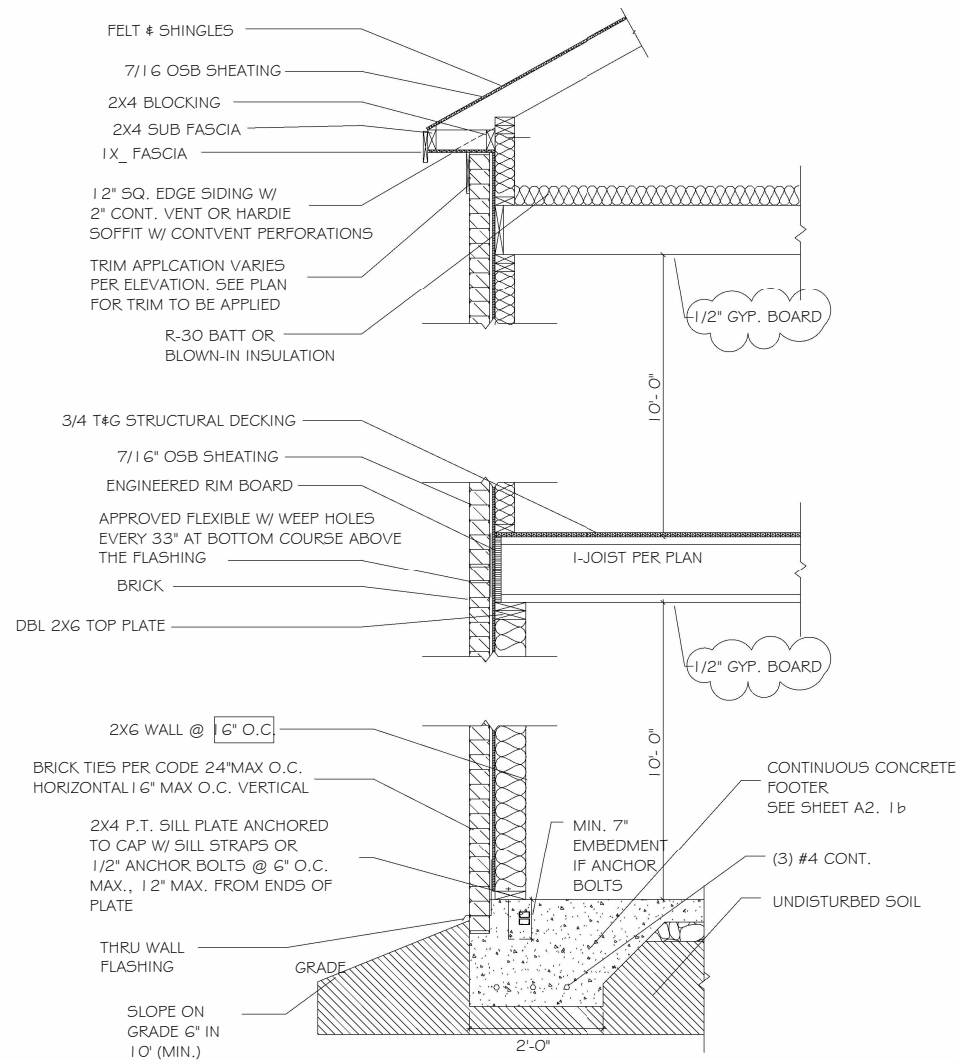 FELT & SHINGLES
7/16 OSB SHEATING
2X4 BLOCKING
2X4 SUB FASCIA
1X_ FASCIA
12" SQ. EDGE SIDING W/
2" CONT. VENT OR HARDIE
SOFFIT W/ CONTVENT PERFORATIONS
TRIM APPLCATION VARIES
PER ELEVATION. SEE PLAN
FOR TRIM TO BE APPLIED
R-30 BATT OR
BLOWN-IN INSULATION
1/2" GYP. BOARD
10'- 0"
3/4 T&G STRUCTURAL DECKING
7/16" OSB SHEATING
ENGINEERED RIM BOARD
APPROVED FLEXIBLE W/ WEEP HOLES
EVERY 33" AT BOTTOM COURSE ABOVE
THE FLASHING
BRICK
DBL 2X6 TOP PLATE
I-JOIST PER PLAN
1/2" GYP. BOARD
10'- 0"
2X6 WALL @ 16" O.C.
BRICK TIES PER CODE 24"MAX O.C.
HORIZONTAL16" MAX O.C. VERTICAL
2X4 P.T. SILL PLATE ANCHORED
TO CAP W/ SILL STRAPS OR
1/2" ANCHOR BOLTS @ 6" O.C.
MAX., 12" MAX. FROM ENDS OF
PLATE
THRU WALL
FLASHING
GRADE
SLOPE ON
GRADE 6" IN
10' (MIN.)
MIN. 7"
EMBEDMENT
IF ANCHOR
BOLTS
CONTINUOUS CONCRETE
FOOTER
SEE SHEET A2. 1b
(3) #4 CONT.
UNDISTURBED SOIL
2'-0"